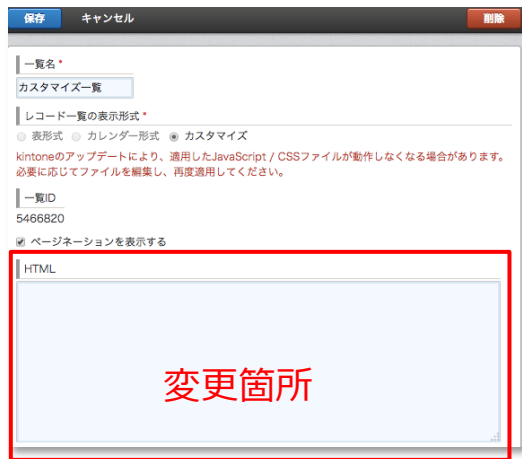 保存 キャンセル 削除
一覧名 *
カスタマイズ一覧
レコード一覧の表示形式 *
表形式 カレンダー形式 カスタマイズ
kintoneのアップデートにより、適用したJavaScript / CSSファイルが動作しなくなる場合があります。
必要に応じてファイルを編集し、再度適用してください。
一覧ID
5466820
ページネーションを表示する
HTML
変更箇所